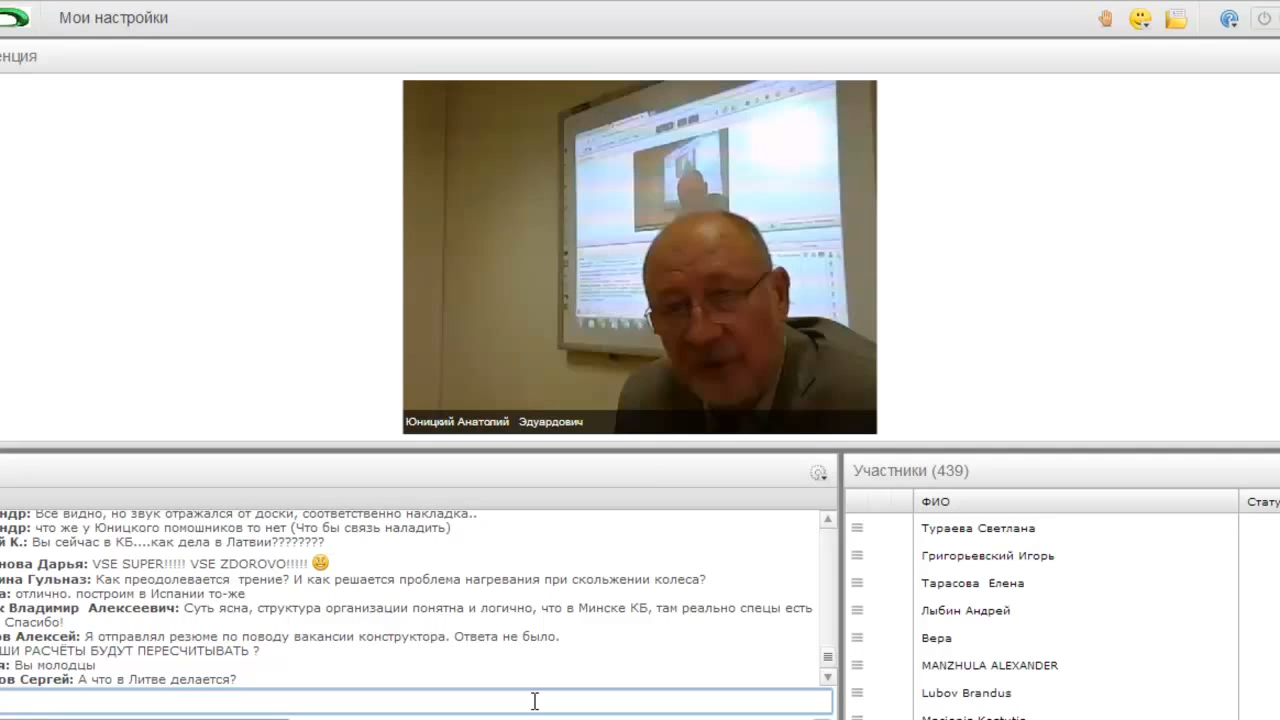 Мои настройки
енция
Юницкий Анатолий Эдуардович
Участники (439)
ФИО
Стату
ндр: Все видно, но звук отражался от доски, соответственно накладка..
ндр: что же у Юницкого помошников то нет (Что бы связь наладить)
й К.: Вы сейчас в КБ....как дела в Латвии????????
нова Дарья: VSE SUPER!!!!! VSE ZDOROVO!!!!!
ина Гульназ: Как преодолевается трение? И как решается проблема нагревания при скольжении колеса?
а: отлично. построим в Испании то-же
к Владимир Алексеевич: Суть ясна, структура организации понятна и логично, что в Минске КБ, там реально спецы есть
Спасибо!
ов Алексей: Я отправлял резюме по поводу вакансии конструктора. Ответа не было.
ШИ РАСЧЁТЫ БУДУТ ПЕРЕСЧИТЫВАТЬ ?
я: Вы молодцы
ов Сергей: А что в Литве делается?
Тураева Светлана
Григорьевский Игорь
Тарасова Елена
Лыбин Андрей
Вера
MANZHULA ALEXANDER
Lubov Brandus